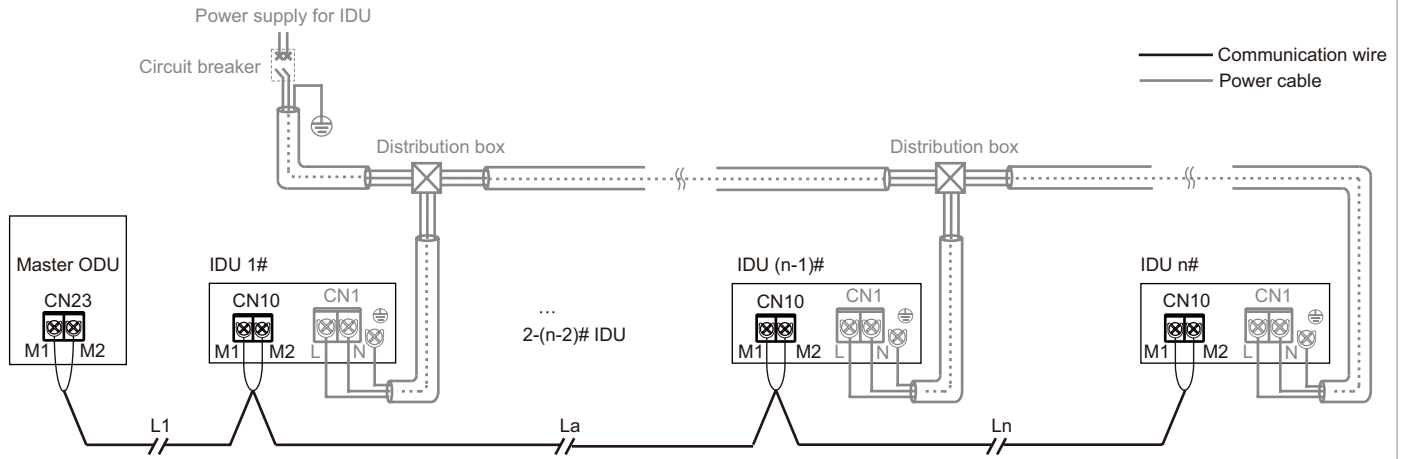 Power supply for IDU
Circuit breaker
Communication wire
Power cable
Distribution box
Distribution box
Master ODU
CN23
M1 M2
IDU 1#
CN10
CN1
M1 M2
L N
...
2-(n-2)# IDU
IDU (n-1)#
CN10
CN1
M1 M2
L N
IDU n#
CN10
CN1
M1 M2
L N
L1
La
Ln